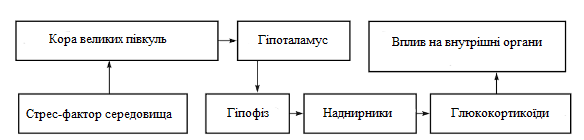 Кора великих півкуль
Гіпоталамус
Вплив на внутрішні органи
Стрес-фактор середовища
Гіпофіз
Наднирники
Глюкокортикоїди